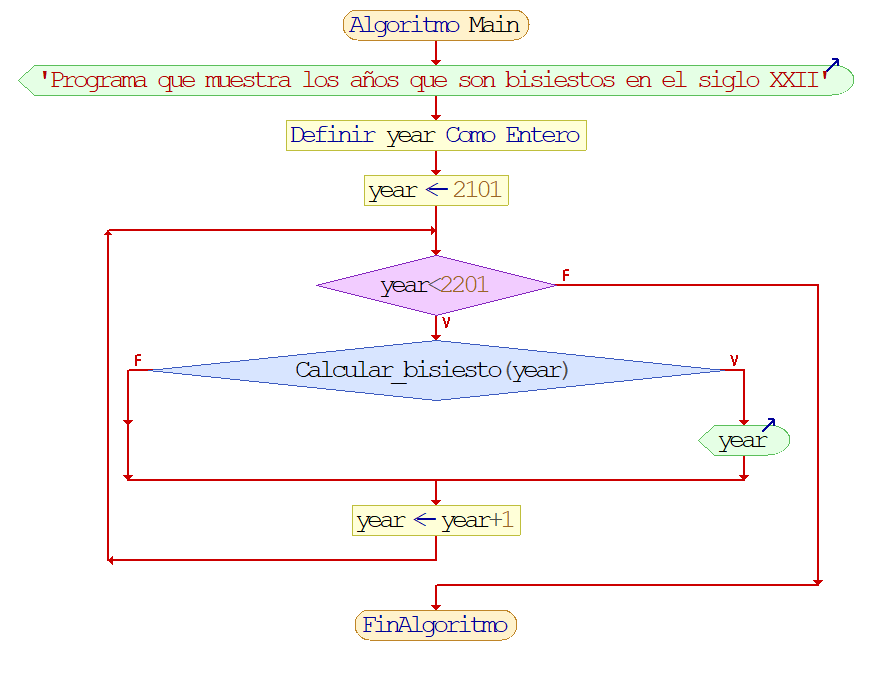 Algoritmo Main
'Programa que muestra los años que son bisiestos en el siglo XXII'
Definir year Como Entero
year ← 2101
year<2201
F
V
F
Calcular_bisiesto(year)
V
year
year ← year+1
FinAlgoritmo